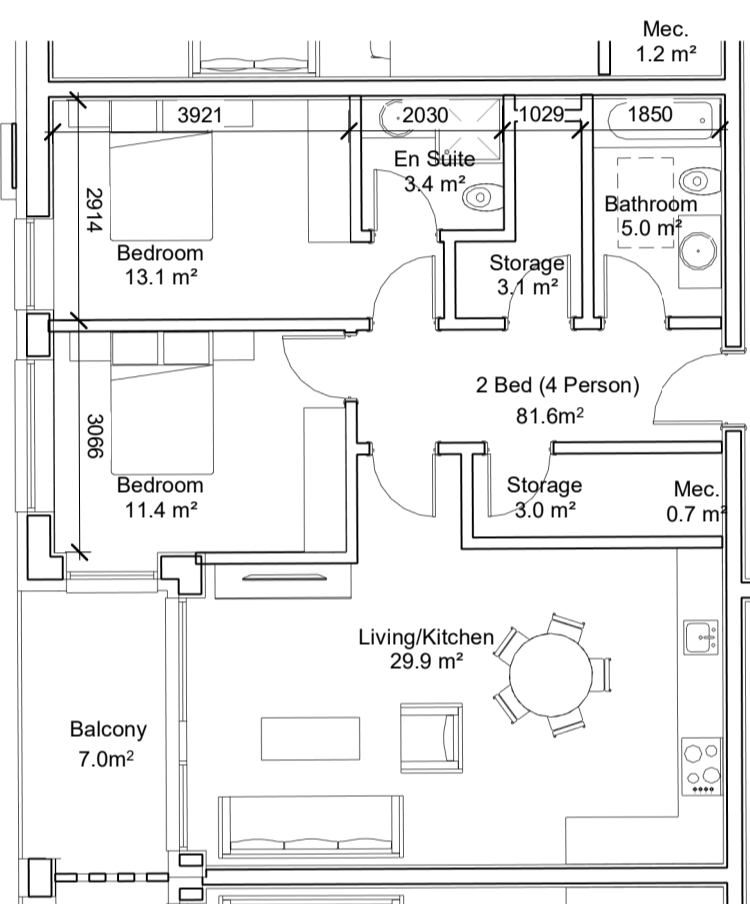 Mec.
1.2 m²
3921
2030
1029
1850
En Suite
3.4 m²
2914
Bathroom
5.0 m²
Bedroom
13.1 m²
Storage
3.1 m²
2 Bed (4 Person)
81.6m²
3066
Bedroom
11.4 m²
Storage
3.0 m²
Mec.
0.7 m²
Living/Kitchen
29.9 m²
Balcony
7.0m²